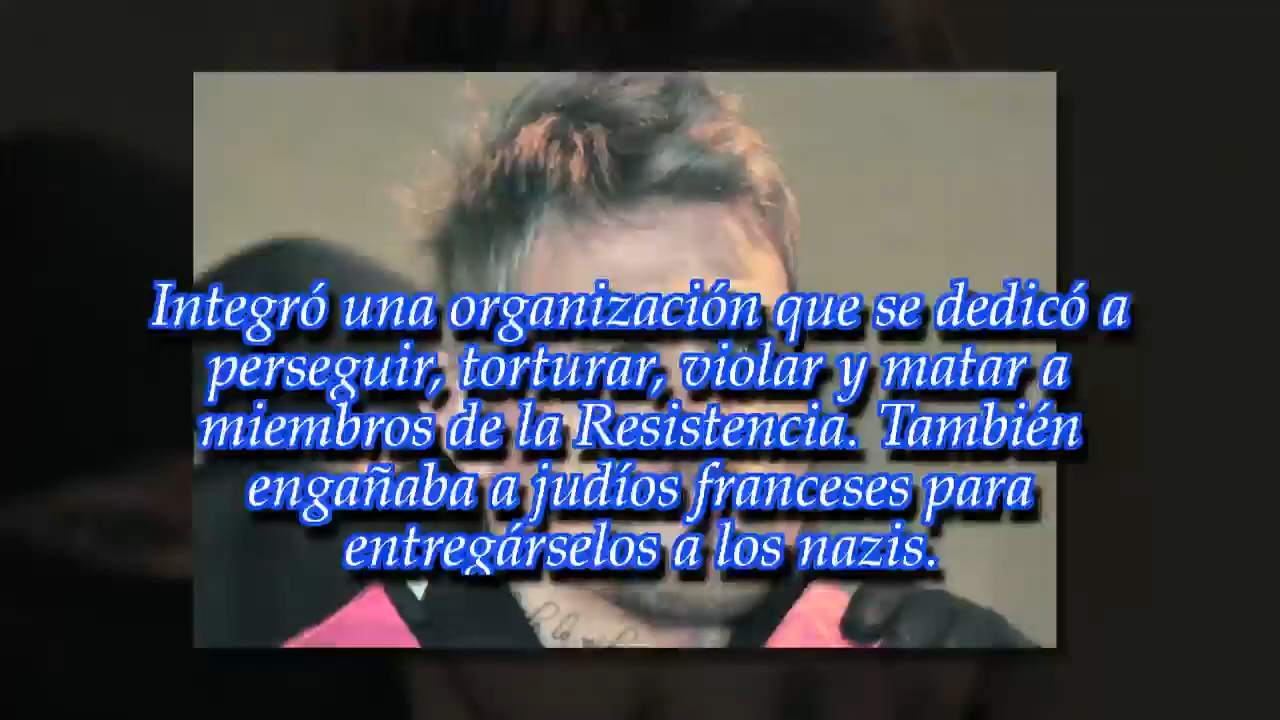 Integró una organización que se dedicó a
perseguir, torturar, violar y matar a
miembros de la Resistencia. También
engañaba a judíos franceses para
entregárselos a los nazis.